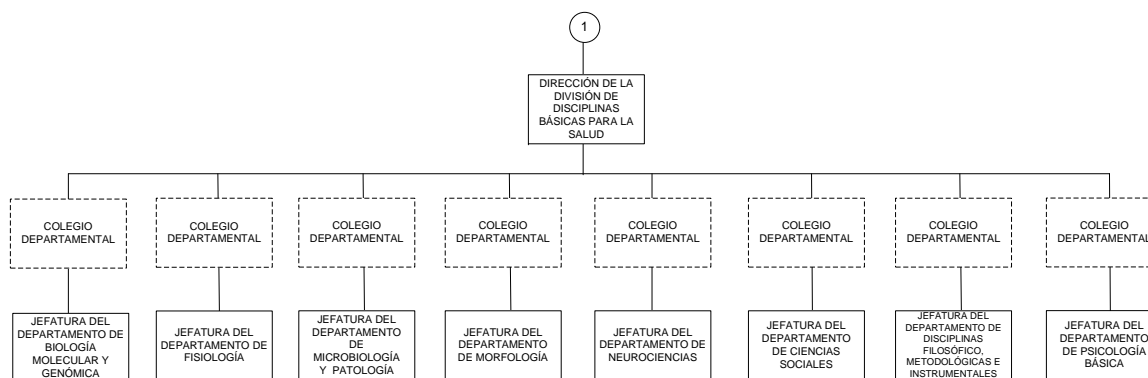 1
DIRECCIÓN DE LA
DIVISIÓN DE
DISCIPLINAS
BÁSICAS PARA LA
SALUD
COLEGIO
DEPARTAMENTAL
COLEGIO
DEPARTAMENTAL
COLEGIO
DEPARTAMENTAL
COLEGIO
DEPARTAMENTAL
COLEGIO
DEPARTAMENTAL
COLEGIO
DEPARTAMENTAL
COLEGIO
DEPARTAMENTAL
COLEGIO
DEPARTAMENTAL
JEFATURA DEL
DEPARTAMENTO DE
BIOLOGÍA
MOLECULAR Y
GENÓMICA
JEFATURA DEL
DEPARTAMENTO DE
FISIOLOGÍA
JEFATURA DEL
DEPARTAMENTO
DE
MICROBIOLOGÍA
Y PATOLOGÍA
JEFATURA DEL
DEPARTAMENTO
DE MORFOLOGÍA
JEFATURA DEL
DEPARTAMENTO DE
NEUROCIENCIAS
JEFATURA DEL
DEPARTAMENTO
DE CIENCIAS
SOCIALES
JEFATURA DEL
DEPARTAMENTO DE
DISCIPLINAS
FILOSÓFICO,
METODOLÓGICAS E
INSTRUMENTALES
JEFATURA DEL
DEPARTAMENTO
DE PSICOLOGÍA
BÁSICA